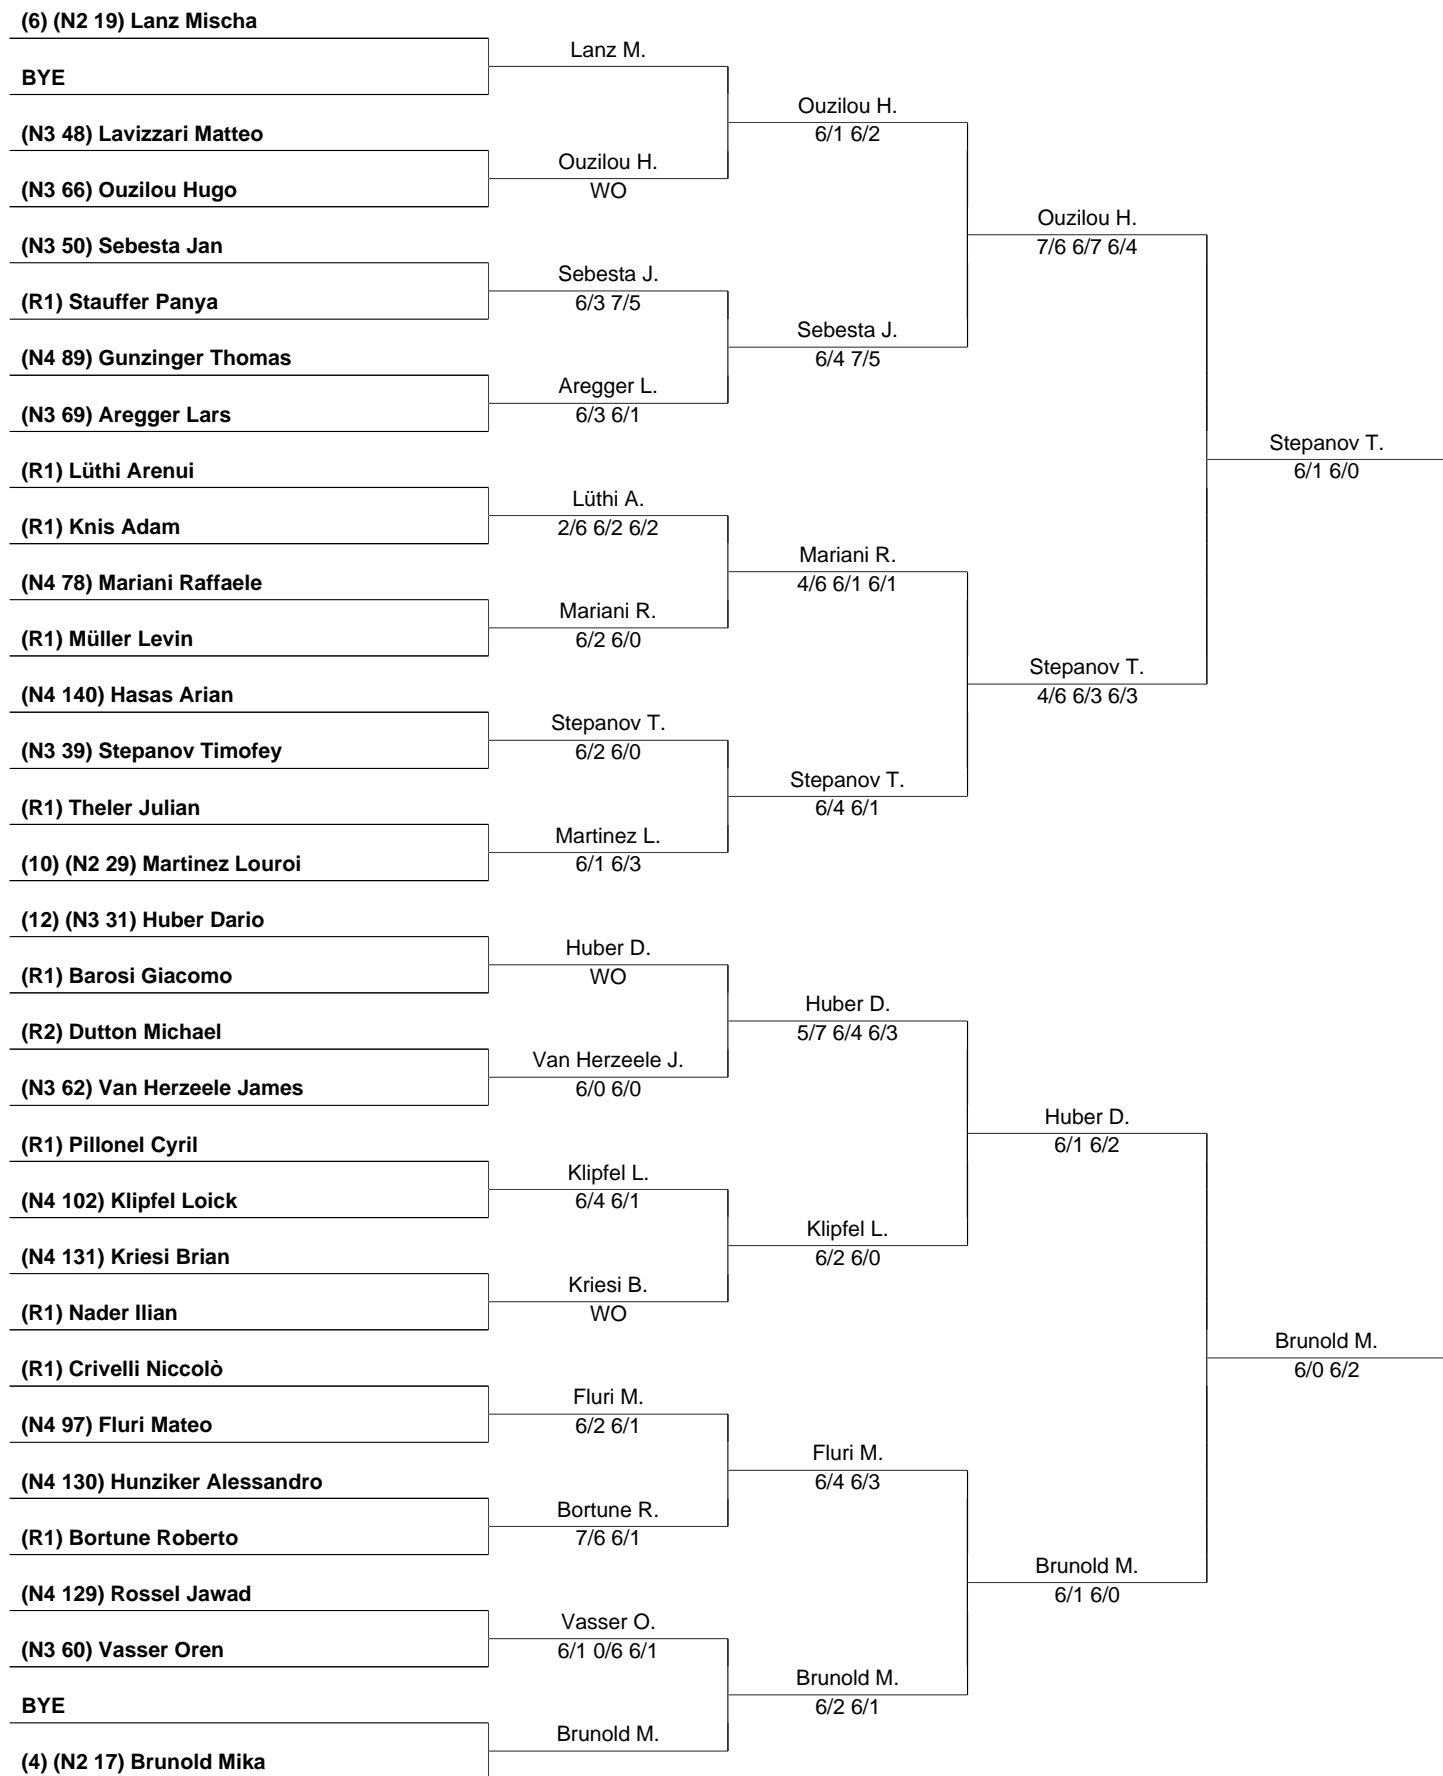 (6) (N2 19) Lanz Mischa
BYE
(N3 48) Lavizzari Matteo
(N3 66) Ouzilou Hugo
(N3 50) Sebesta Jan
(R1) Stauffer Panya
(N4 89) Gunzinger Thomas
(N3 69) Aregger Lars
(R1) Lüthi Arenui
(R1) Knis Adam
(N4 78) Mariani Raffaele
(R1) Müller Levin
(N4 140) Hasas Arian
(N3 39) Stepanov Timofey
(R1) Theler Julian
(10) (N2 29) Martinez Louroi
(12) (N3 31) Huber Dario
(R1) Barosi Giacomo
(R2) Dutton Michael
(N3 62) Van Herzeele James
(R1) Pillonel Cyril
(N4 102) Klipfel Loick
(N4 131) Kriesi Brian
(R1) Nader Ilian
(R1) Crivelli Niccolò
(N4 97) Fluri Mateo
(N4 130) Hunziker Alessandro
(R1) Bortune Roberto
(N4 129) Rossel Jawad
(N3 60) Vasser Oren
BYE
(4) (N2 17) Brunold Mika
Lanz M.
Ouzilou H.
WO
Sebesta J.
6/3 7/5
Aregger L.
6/3 6/1
Lüthi A.
2/6 6/2 6/2
Mariani R.
6/2 6/0
Stepanov T.
6/2 6/0
Martinez L.
6/1 6/3
Huber D.
WO
Van Herzeele J.
6/0 6/0
Klipfel L.
6/4 6/1
Kriesi B.
WO
Fluri M.
6/2 6/1
Bortune R.
7/6 6/1
Vasser O.
6/1 0/6 6/1
Brunold M.
Ouzilou H.
6/1 6/2
Sebesta J.
6/4 7/5
Mariani R.
4/6 6/1 6/1
Stepanov T.
6/4 6/1
Huber D.
5/7 6/4 6/3
Klipfel L.
6/2 6/0
Fluri M.
6/4 6/3
Brunold M.
6/2 6/1
Ouzilou H.
7/6 6/7 6/4
Stepanov T.
4/6 6/3 6/3
Huber D.
6/1 6/2
Brunold M.
6/1 6/0
Stepanov T.
6/1 6/0
Brunold M.
6/0 6/2